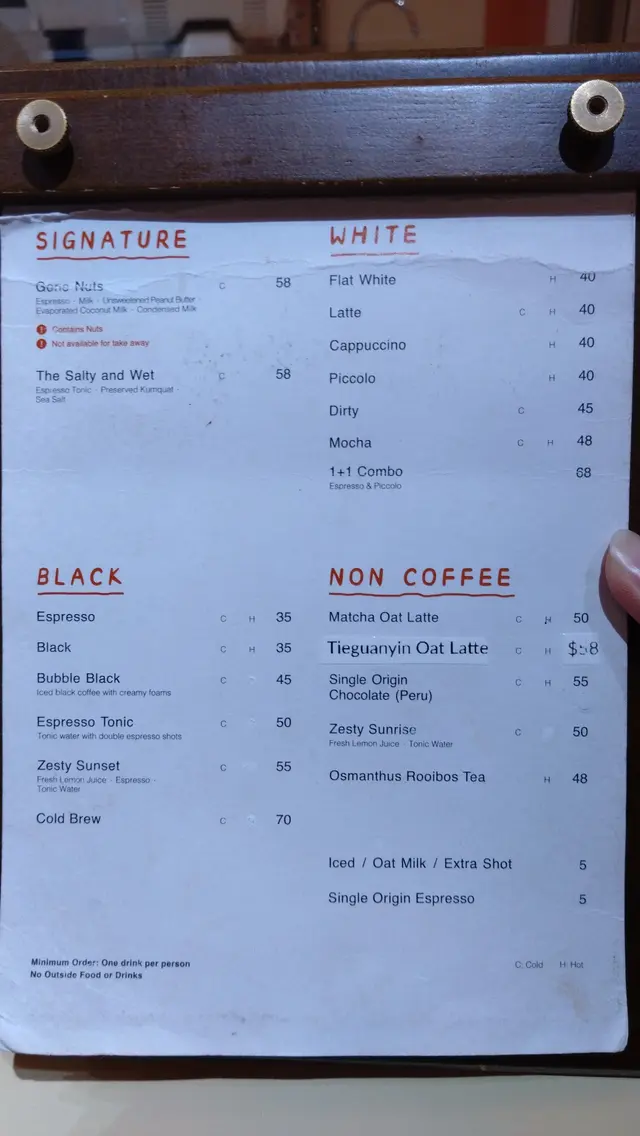 SIGNATURE
Gone Nuts C 58
Espresso - Milk - Unsweetened Peanut Butter
Evaporated Coconut Milk - Condensed Milk
! Contains Nuts
! Not available for take away
The Salty and Wet C 58
Espresso Tonic - Preserved Kumquat -
Sea Salt
WHITE
Flat White H 40
Latte C H 40
Cappuccino H 40
Piccolo H 40
Dirty C 45
Mocha C H 48
1+1 Combo 68
Espresso & Piccolo
BLACK
Espresso C H 35
Black C H 35
Bubble Black C 45
Iced black coffee with creamy foams
Espresso Tonic C 50
Tonic water with double espresso shots
Zesty Sunset C 55
Fresh Lemon Juice - Espresso -
Tonic Water
Cold Brew C 70
NON COFFEE
Matcha Oat Latte C H 50
Tieguanyin Oat Latte C H $58
Single Origin C H 55
Chocolate (Peru)
Zesty Sunrise C 50
Fresh Lemon Juice - Tonic Water
Osmanthus Rooibos Tea H 48
Iced / Oat Milk / Extra Shot 5
Single Origin Espresso 5
Minimum Order: One drink per person
No Outside Food or Drinks
C: Cold H: Hot